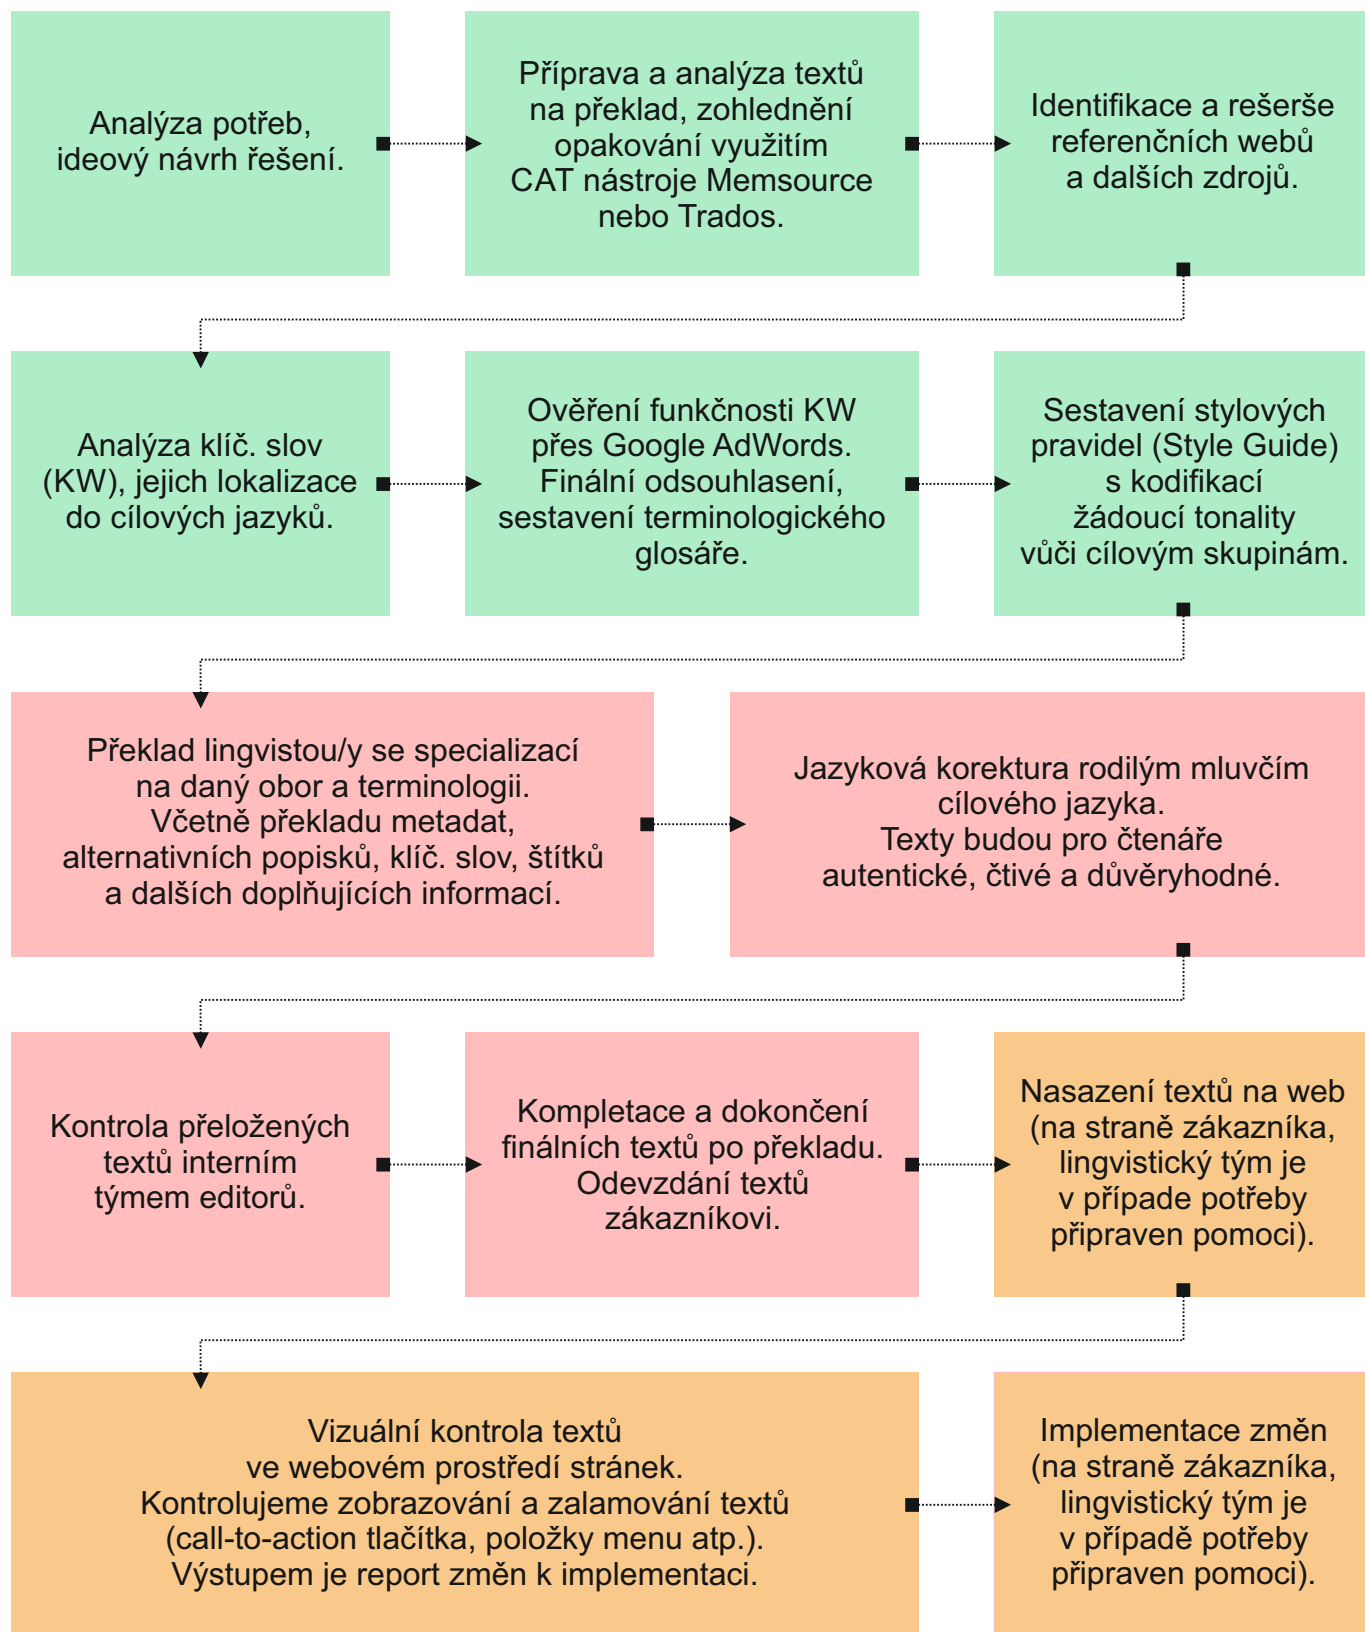 Analýza potřeb,
ideový návrh řešení.
Příprava a analýza textů
na překlad, zohlednění
opakování využitím
CAT nástroje Memsource
nebo Trados.
Identifikace a rešerše
referenčních webů
a dalších zdrojů.
Analýza klíč. slov
(KW), jejich lokalizace
do cílových jazyků.
Ověření funkčnosti KW
přes Google AdWords.
Finální odsouhlasení,
sestavení terminologického
glosáře.
Sestavení stylových
pravidel (Style Guide)
s kodifikací
žádoucí tonality
vůči cílovým skupinám.
Překlad lingvistou/y se specializací
na daný obor a terminologii.
Včetně překladu metadat,
alternativních popisků, klíč. slov, štítků
a dalších doplňujících informací.
Jazyková korektura rodilým mluvčím
cílového jazyka.
Texty budou pro čtenáře
autentické, čtivé a důvěryhodné.
Kontrola přeložených
textů interním
týmem editorů.
Kompletace a dokončení
finálních textů po překladu.
Odevzdání textů
zákazníkovi.
Nasazení textů na web
(na straně zákazníka,
lingvistický tým je
v případe potřeby
připraven pomoci).
Vizuální kontrola textů
ve webovém prostředí stránek.
Kontrolujeme zobrazování a zalamování textů
(call-to-action tlačítka, položky menu atp.).
Výstupem je report změn k implementaci.
Implementace změn
(na straně zákazníka,
lingvistický tým je
v případě potřeby
připraven pomoci).